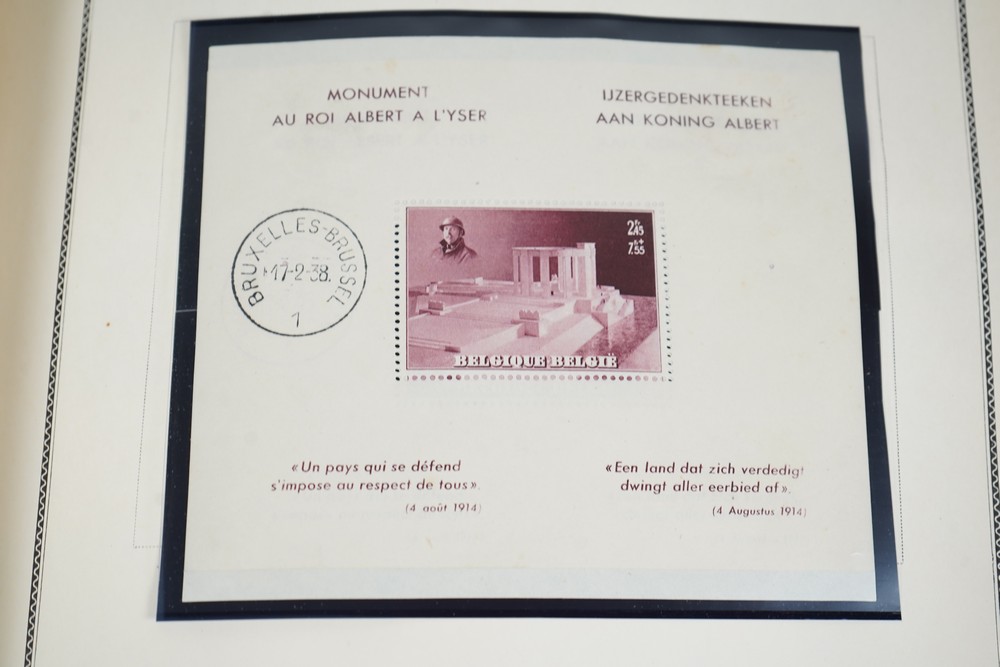 MONUMENT
AU ROI ALBERT A L'YSER
IJZERGEDENKTEEKEN
AAN KONING ALBERT
BRUXELLES-BRUSSEL
17-2-38.
1
2Fr45
+
7Fr55
BELGIQUE·BELGIË
«Un pays qui se défend
s'impose au respect de tous».
(4 août 1914)
«Een land dat zich verdedigt
dwingt aller eerbied af».
(4 Augustus 1914)